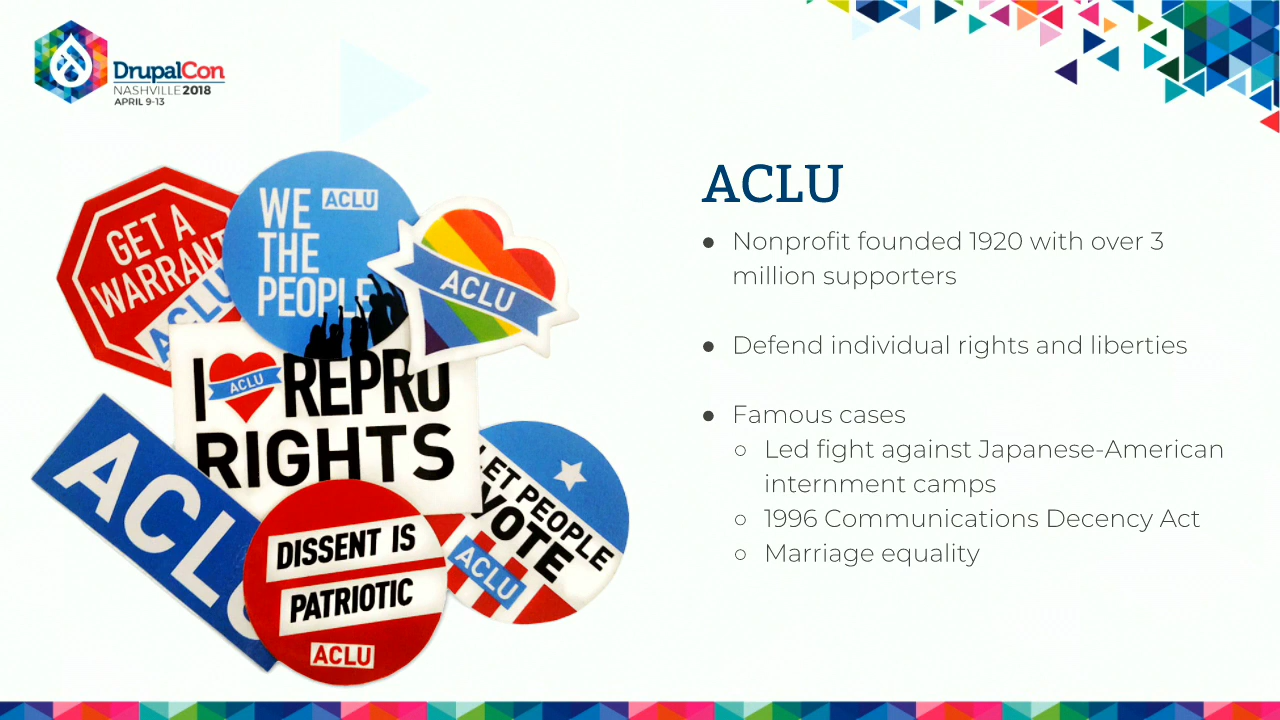 DrupalCon
NASHVILLE 2018
APRIL 9-13
GET A
WARRANT
ACLU
WE
THE
PEOPLE
ACLU
ACLU
I ACLU REPRO
RIGHTS
ACLU
DISSENT IS
PATRIOTIC
ACLU
LET PEOPLE
VOTE
ACLU
ACLU
● Nonprofit founded 1920 with over 3
million supporters
● Defend individual rights and liberties
● Famous cases
○ Led fight against Japanese-American
internment camps
○ 1996 Communications Decency Act
○ Marriage equality